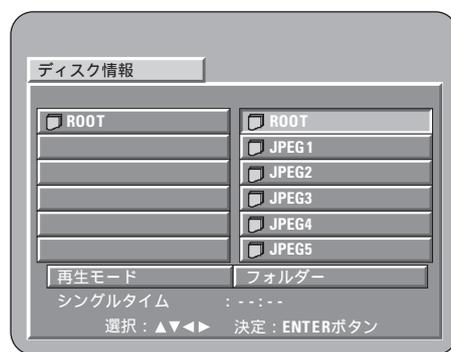 ディスク情報
ROOT ROOT
JPEG1
JPEG2
JPEG3
JPEG4
JPEG5
再生モード フォルダー
シングルタイム :--:--
選択:▲▼◀▶ 決定:ENTERボタン